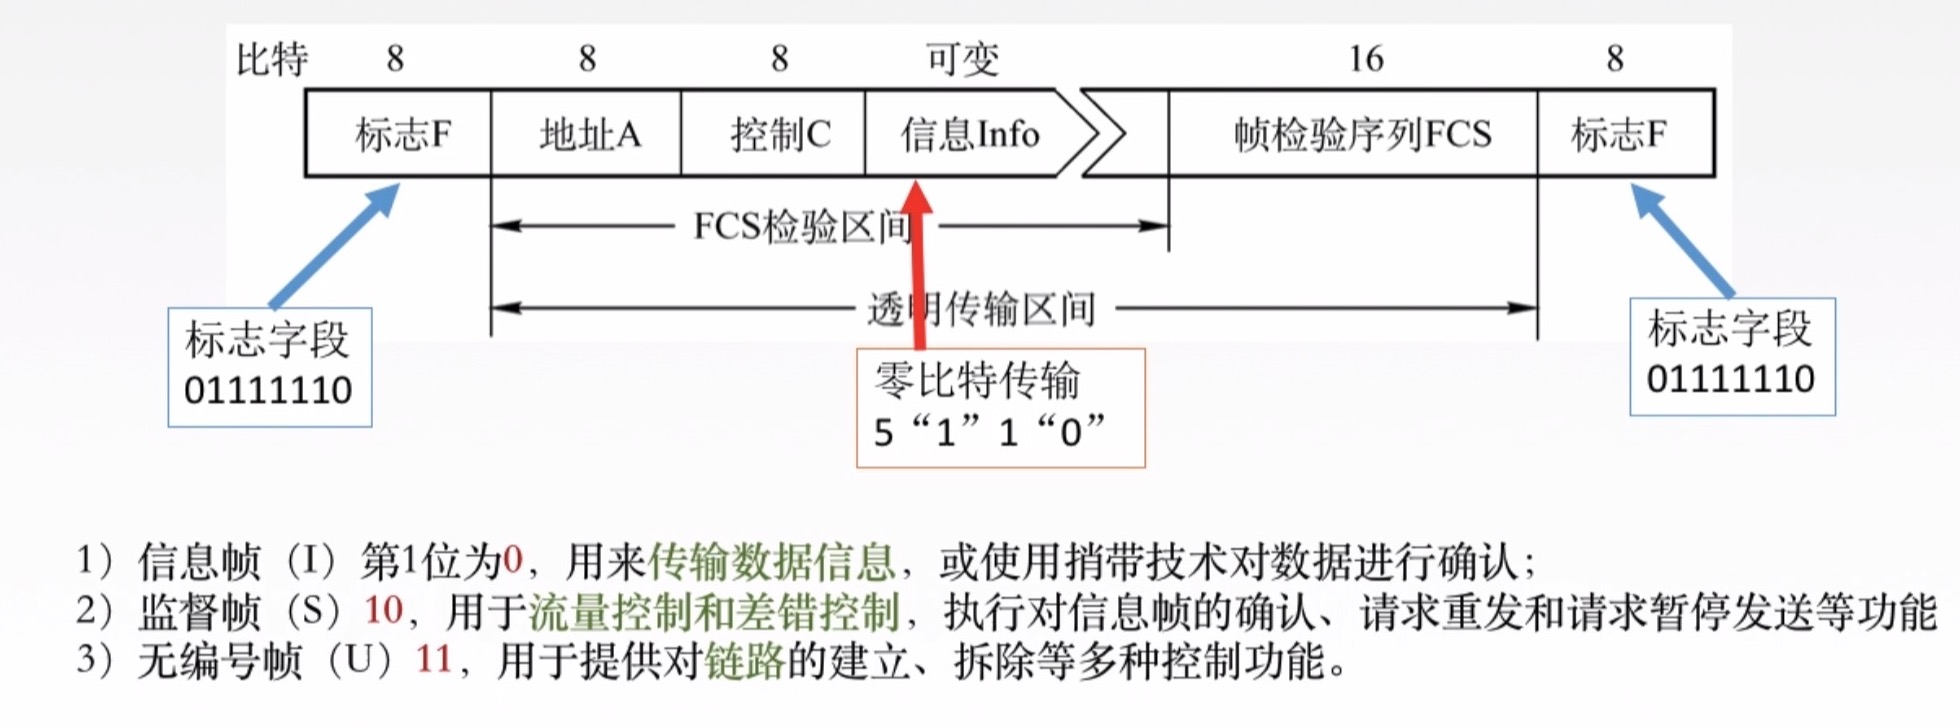 比特 8 8 8 可变 16 8
标志F 地址A 控制C 信息Info 帧检验序列FCS 标志F
FCS检验区间
透明传输区间
标志字段
01111110
零比特传输
5“1”1“0”
标志字段
01111110
1）信息帧（I）第1位为0，用来传输数据信息，或使用捎带技术对数据进行确认；
2）监督帧（S）10，用于流量控制和差错控制，执行对信息帧的确认、请求重发和请求暂停发送等功能
3）无编号帧（U）11，用于提供对链路的建立、拆除等多种控制功能。